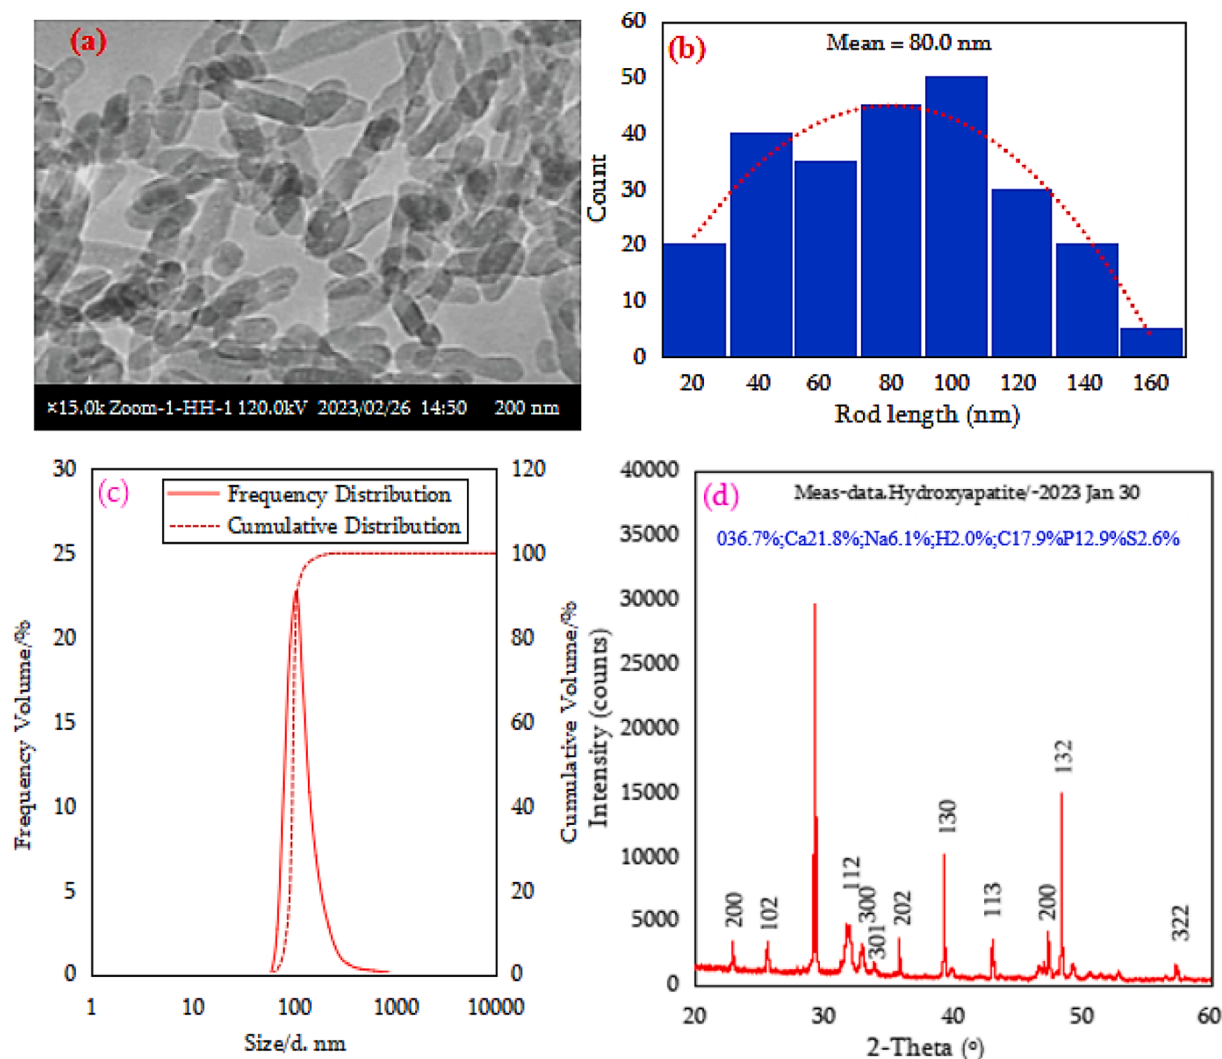 (a)
×15.0k Zoom-1-HH-1 120.0kV 2023/02/26 14:50 200 nm
(b)
Mean = 80.0 nm
60
50
40
30
20
10
0
Count
20 40 60 80 100 120 140 160
Rod length (nm)
(c)
Frequency Distribution
Cumulative Distribution
30
25
20
15
10
5
0
Frequency Volume/%
120
100
80
60
40
20
0
Cumulative Volume/%
1 10 100 1000 10000
Size/d. nm
(d)
Meas-data.Hydroxyapatite/-2023 Jan 30
O36.7%;Ca21.8%;Na6.1%;H2.0%;C17.9%P12.9%S2.6%
40000
35000
30000
25000
20000
15000
10000
5000
0
Intensity (counts)
200
102
112
300
301
202
130
113
200
132
322
20 30 40 50 60
2-Theta (º)